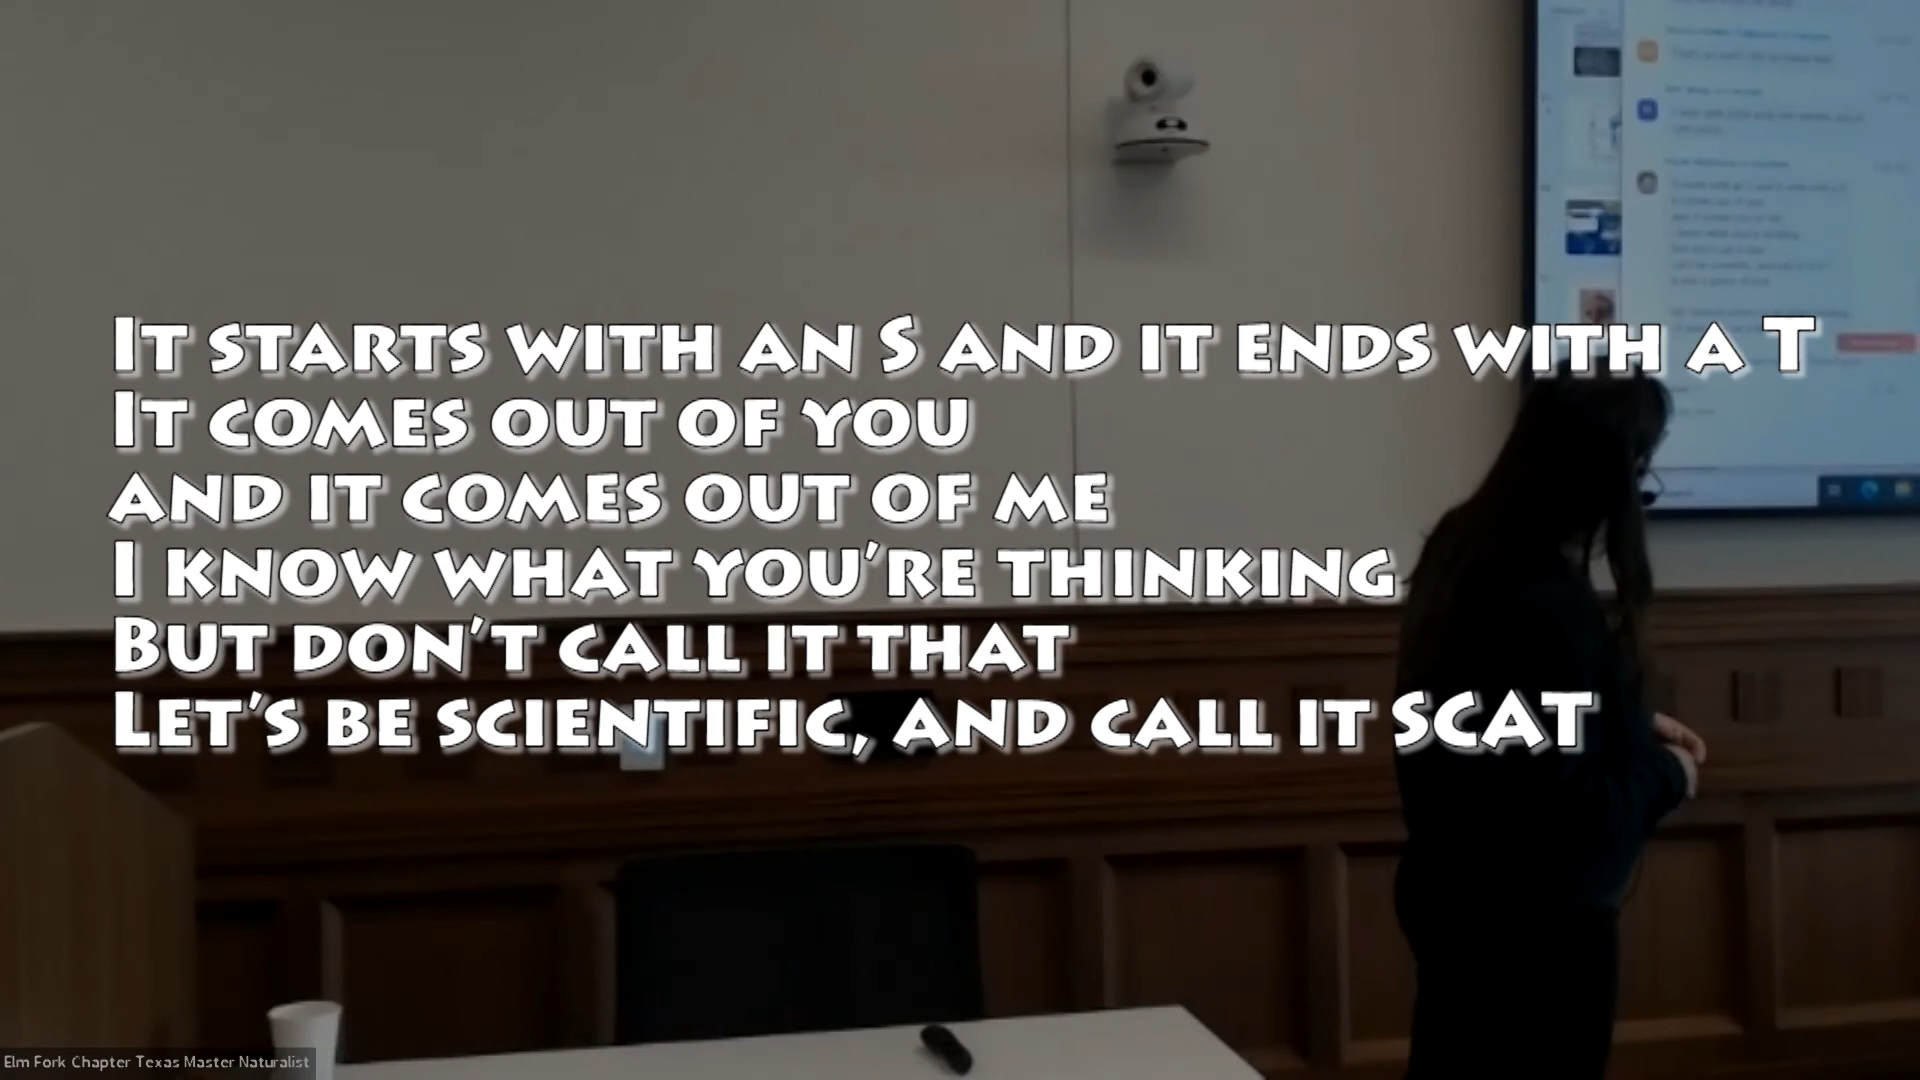 It starts with an S and it ends with a T
It comes out of you
and it comes out of me
I know what you're thinking
But don't call it that
Let's be scientific, and call it SCAT
Elm Fork Chapter Texas Master Naturalist